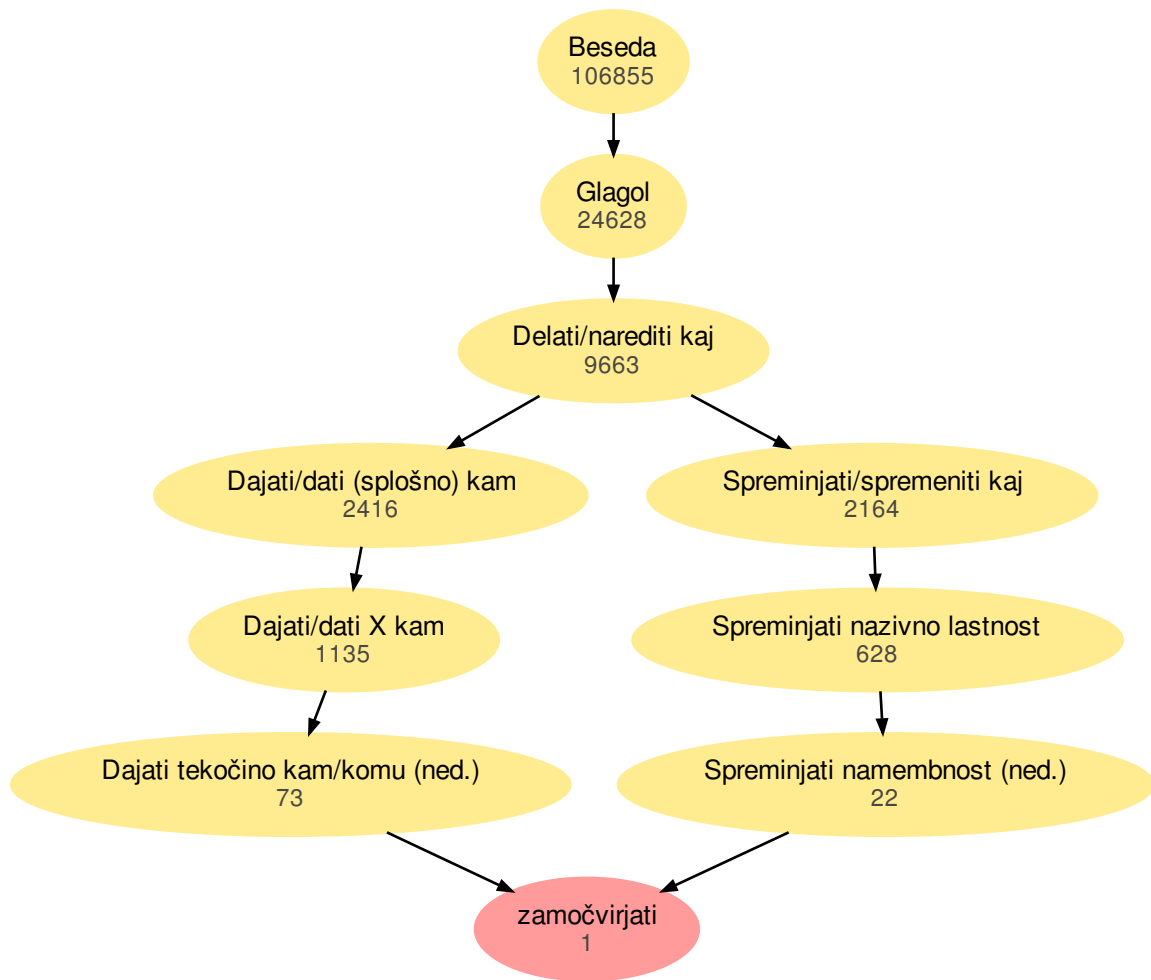 Beseda
106855
Glagol
24628
Delati/narediti kaj
9663
Dajati/dati (splošno) kam
2416
Spreminjati/spremeniti kaj
2164
Dajati/dati X kam
1135
Spreminjati nazivno lastnost
628
Dajati tekočino kam/komu (ned.)
73
Spreminjati namembnost (ned.)
22
zamočvirjati
1